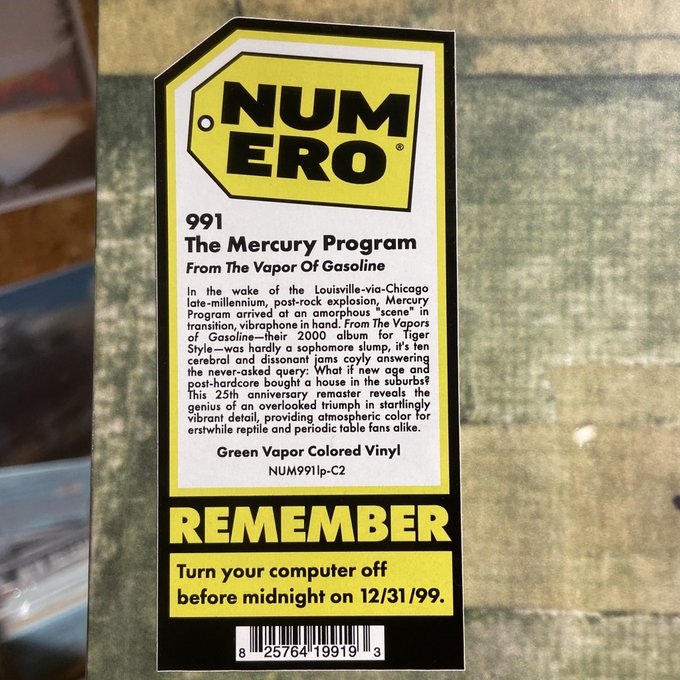 NUM
ERO®
991
The Mercury Program
From The Vapor Of Gasoline
In the wake of the Louisville-via-Chicago
late-millennium, post-rock explosion, Mercury
Program arrived at an amorphous "scene" in
transition, vibraphone in hand. From The Vapors
of Gasoline—their 2000 album for Tiger
Style—was hardly a sophomore slump, it's ten
cerebral and dissonant jams coyly answering
the never-asked query: What if new age and
post-hardcore bought a house in the suburbs?
This 25th anniversary remaster reveals the
genius of an overlooked triumph in startlingly
vibrant detail, providing atmospheric color for
erstwhile reptile and periodic table fans alike.
Green Vapor Colored Vinyl
NUM991lp-C2
REMEMBER
Turn your computer off
before midnight on 12/31/99.
8 25764 19919 3